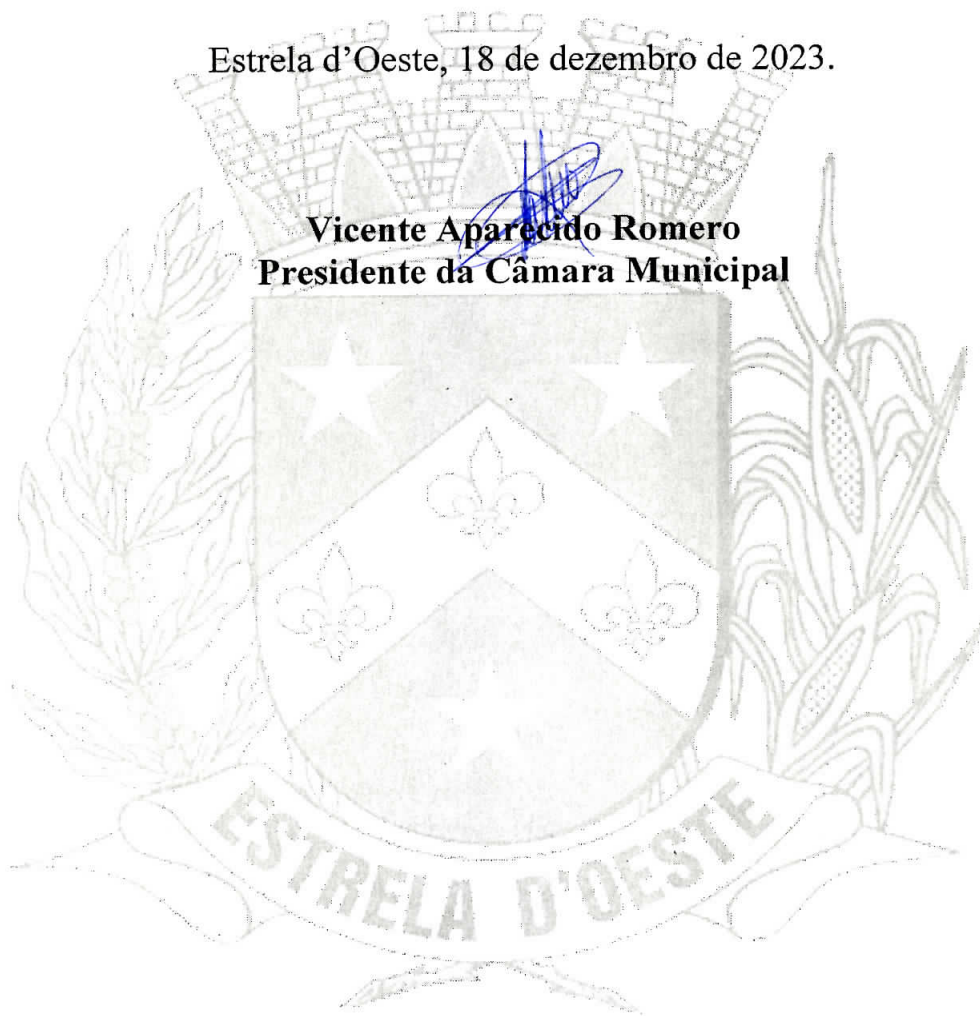 Estrela d'Oeste, 18 de dezembro de 2023.
Vicente Aparecido Romero
Presidente da Câmara Municipal
ESTRELA D'OESTE